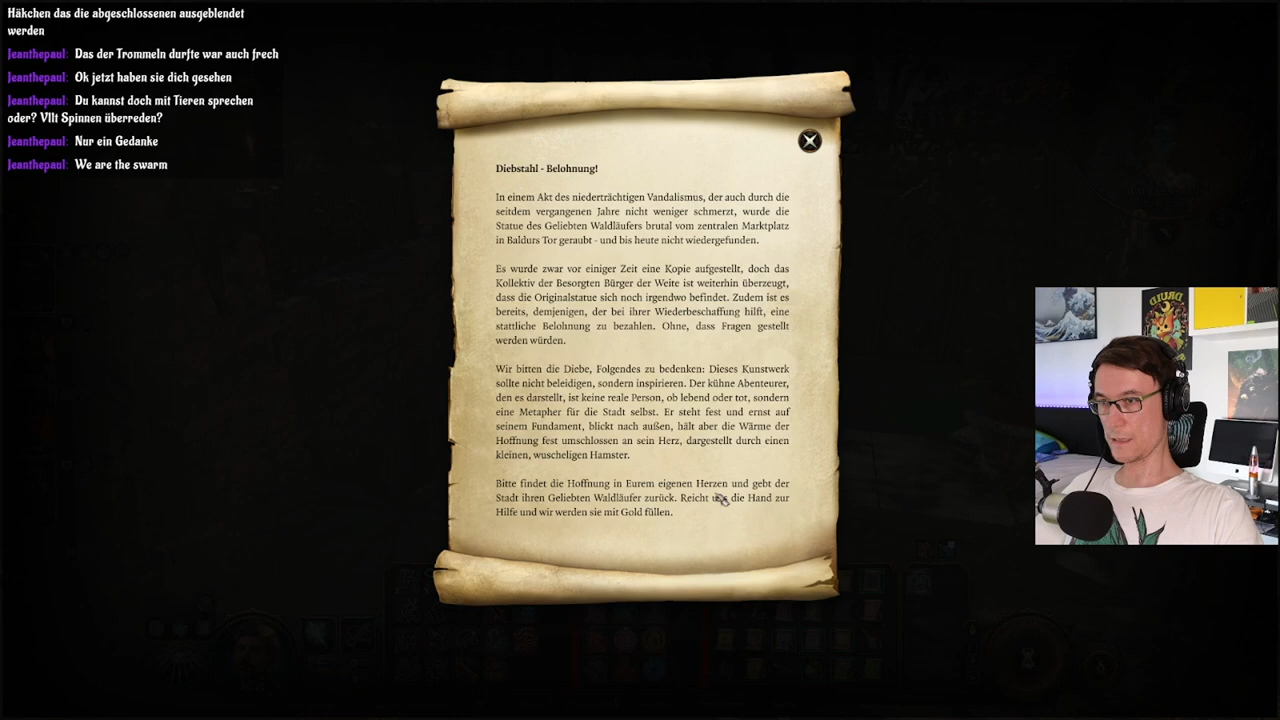 Häkchen das die abgeschlossenen ausgeblendet
werden
Jeanthepaul: Das der Trommeln durfte war auch frech
Jeanthepaul: Ok jetzt haben sie dich gesehen
Jeanthepaul: Du kannst doch mit Tieren sprechen
oder? Vllt Spinnen überreden?
Jeanthepaul: Nur ein Gedanke
Jeanthepaul: We are the swarm
Diebstahl - Belohnung!
In einem Akt des niederträchtigen Vandalismus, der auch durch die
seitdem vergangenen Jahre nicht weniger schmerzt, wurde die
Statue des Geliebten Waldläufers brutal vom zentralen Marktplatz
in Baldurs Tor geraubt - und bis heute nicht wiedergefunden.
Es wurde zwar vor einiger Zeit eine Kopie aufgestellt, doch das
Kollektiv der Besorgten Bürger der Weite ist weiterhin überzeugt,
dass die Originalstatue sich noch irgendwo befindet. Zudem ist es
bereits, demjenigen, der bei ihrer Wiederbeschaffung hilft, eine
stattliche Belohnung zu bezahlen. Ohne, dass Fragen gestellt
werden würden.
Wir bitten die Diebe, Folgendes zu bedenken: Dieses Kunstwerk
sollte nicht beleidigen, sondern inspirieren. Der kühne Abenteurer,
den es darstellt, ist keine reale Person, ob lebend oder tot, sondern
eine Metapher für die Stadt selbst. Er steht fest und ernst auf
seinem Fundament, blickt nach außen, hält aber die Wärme der
Hoffnung fest umschlossen an sein Herz, dargestellt durch einen
kleinen, wuscheligen Hamster.
Bitte findet die Hoffnung in Eurem eigenen Herzen und gebt der
Stadt ihren Geliebten Waldläufer zurück. Reicht uns die Hand zur
Hilfe und wir werden sie mit Gold füllen.
DRUID